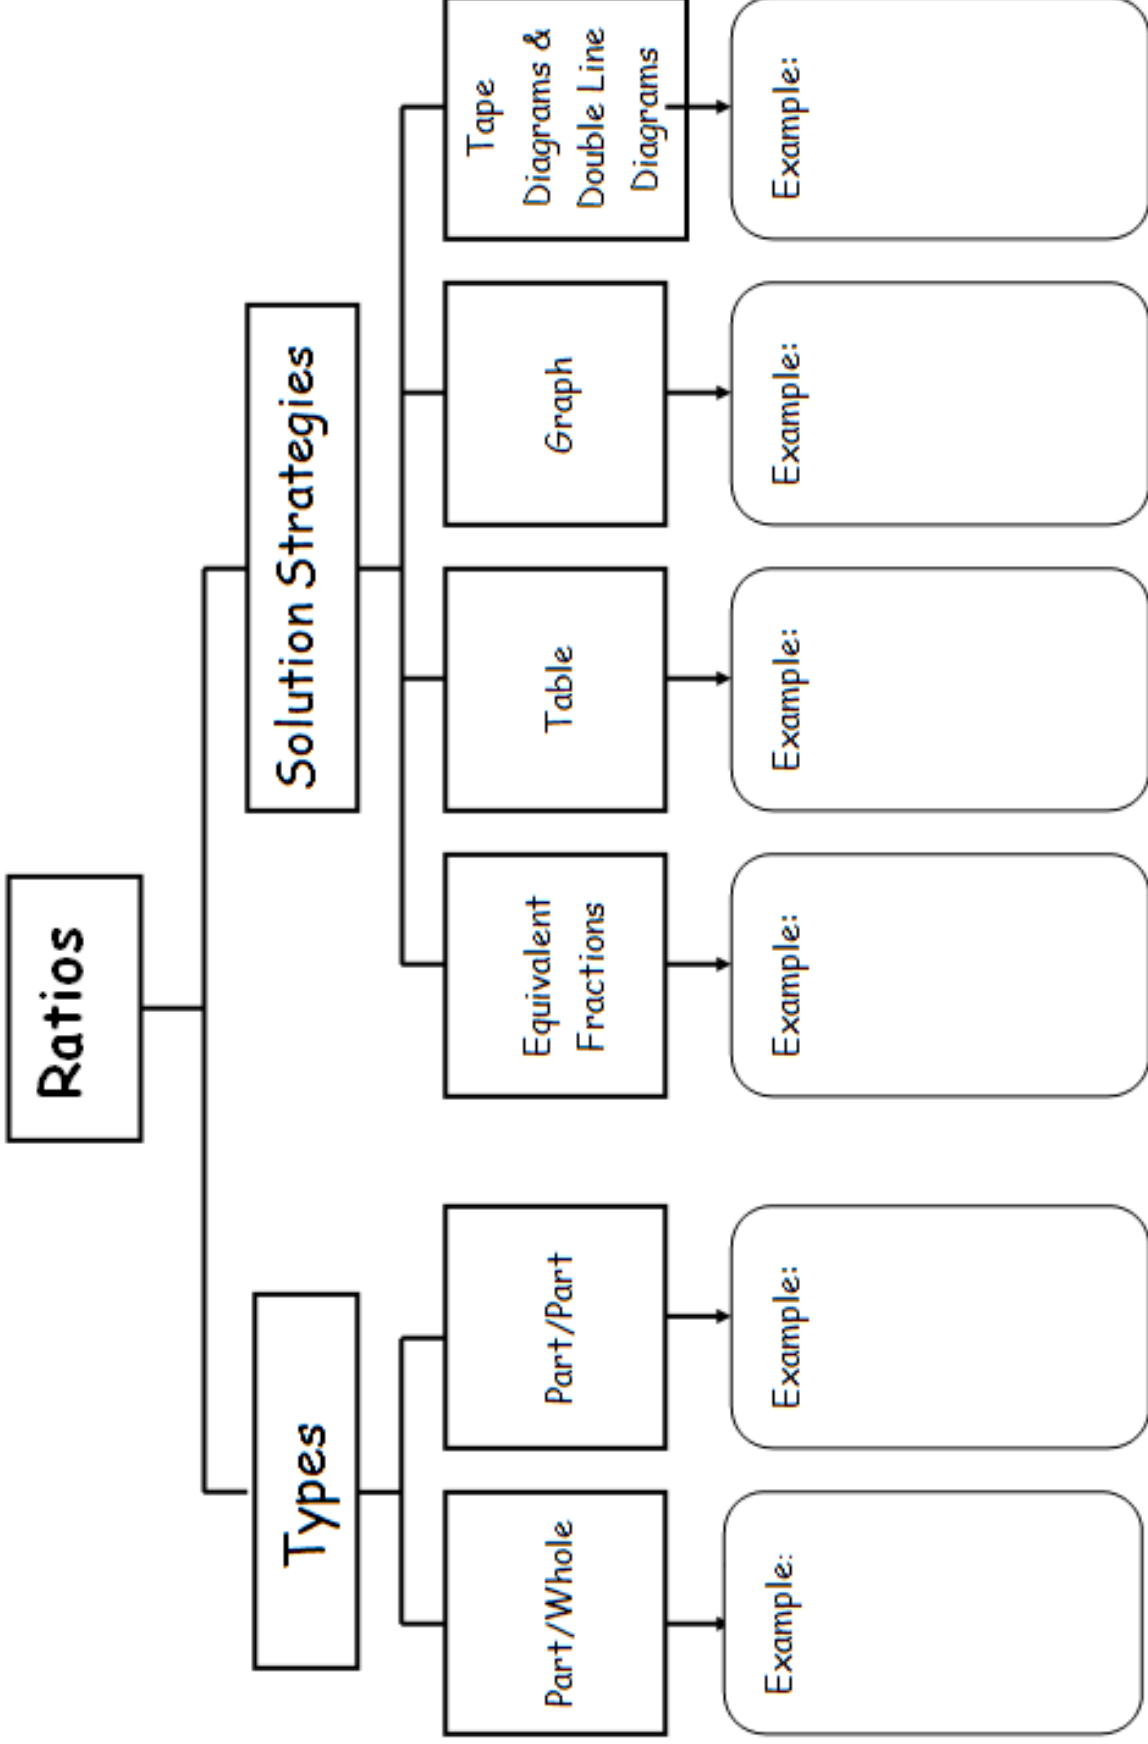 Ratios
Types
Solution Strategies
Part/Whole
Part/Part
Equivalent
Fractions
Table
Graph
Tape
Diagrams &
Double Line
Diagrams
Example:
Example:
Example:
Example:
Example:
Example: